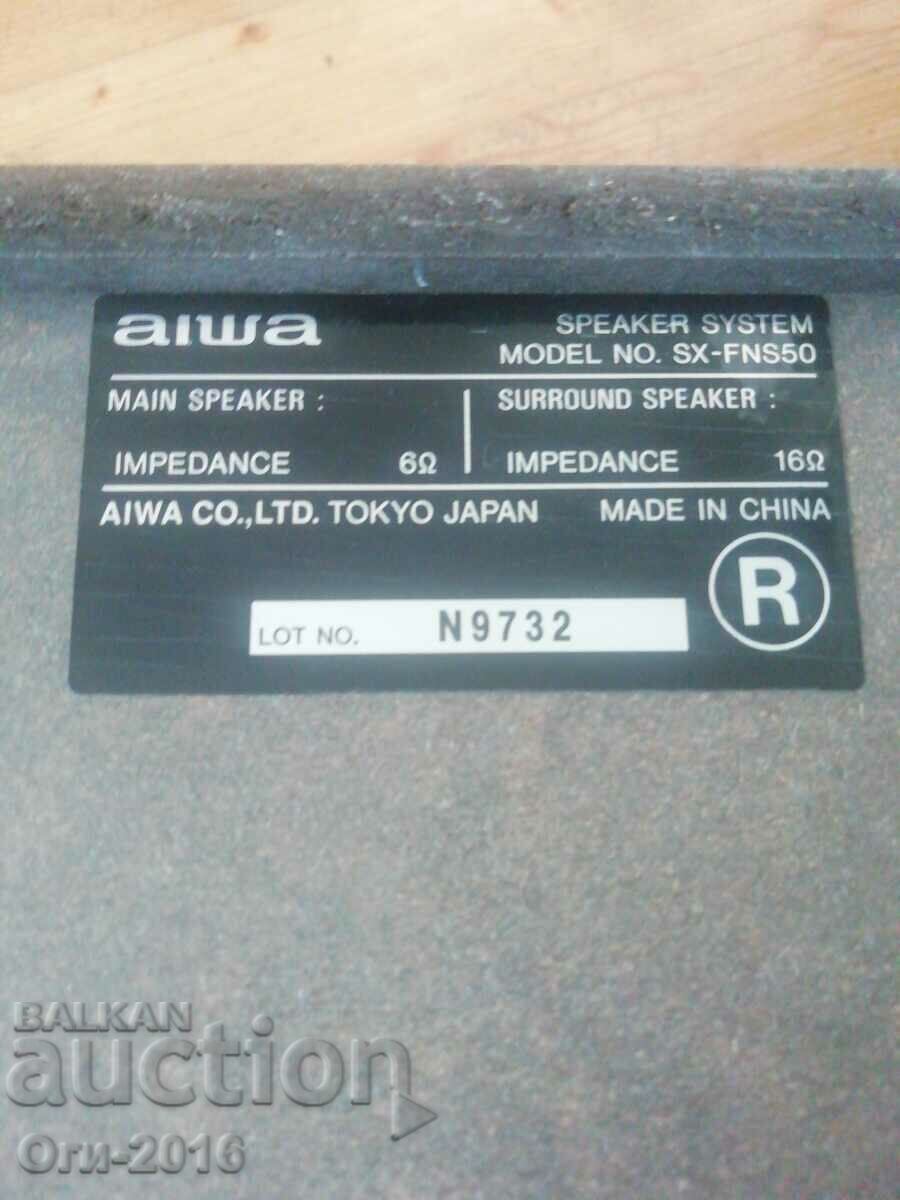 aiwa
SPEAKER SYSTEM
MODEL NO. SX-FNS50
MAIN SPEAKER :
IMPEDANCE 6Ω
SURROUND SPEAKER :
IMPEDANCE 16Ω
AIWA CO.,LTD. TOKYO JAPAN MADE IN CHINA
R
LOT NO. N9732
BALKAN
auction
Оги-2016